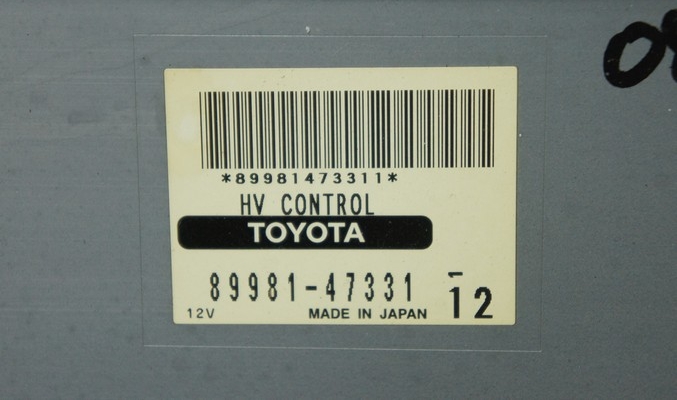 *89981473311*
HV CONTROL
TOYOTA
89981-47331
12V MADE IN JAPAN 12